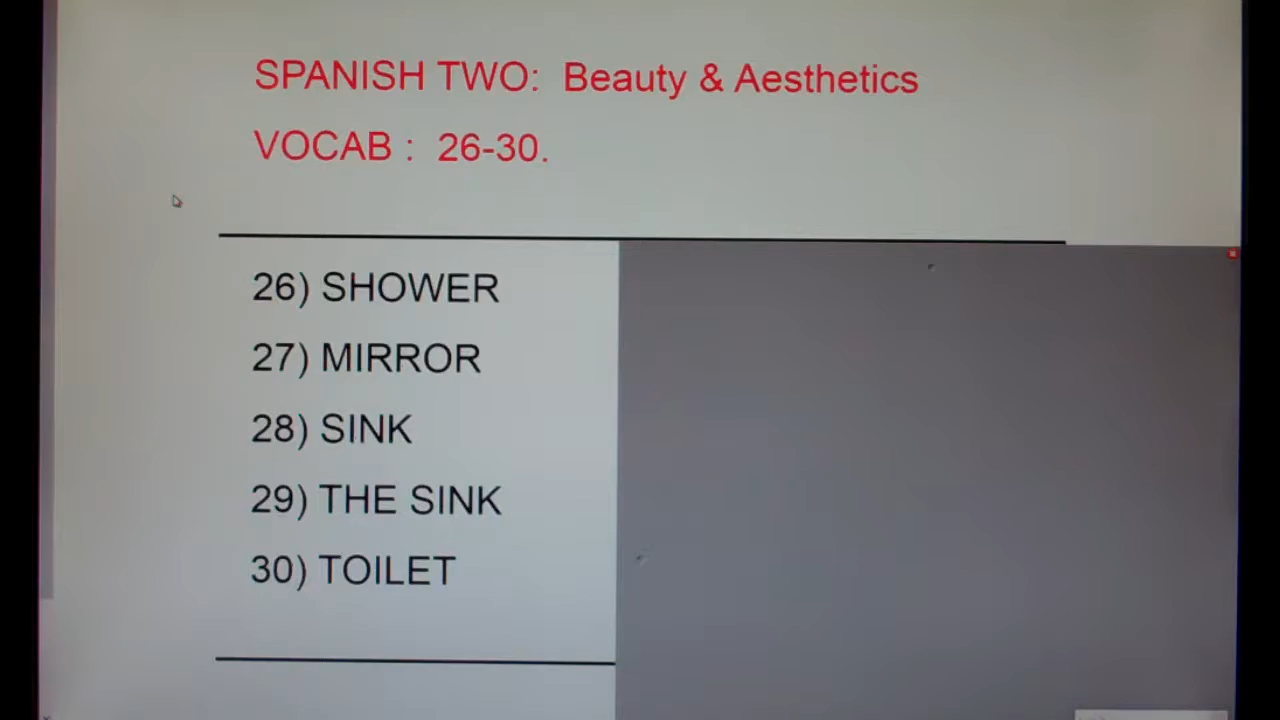 SPANISH TWO: Beauty & Aesthetics
VOCAB : 26-30.
26) SHOWER
27) MIRROR
28) SINK
29) THE SINK
30) TOILET